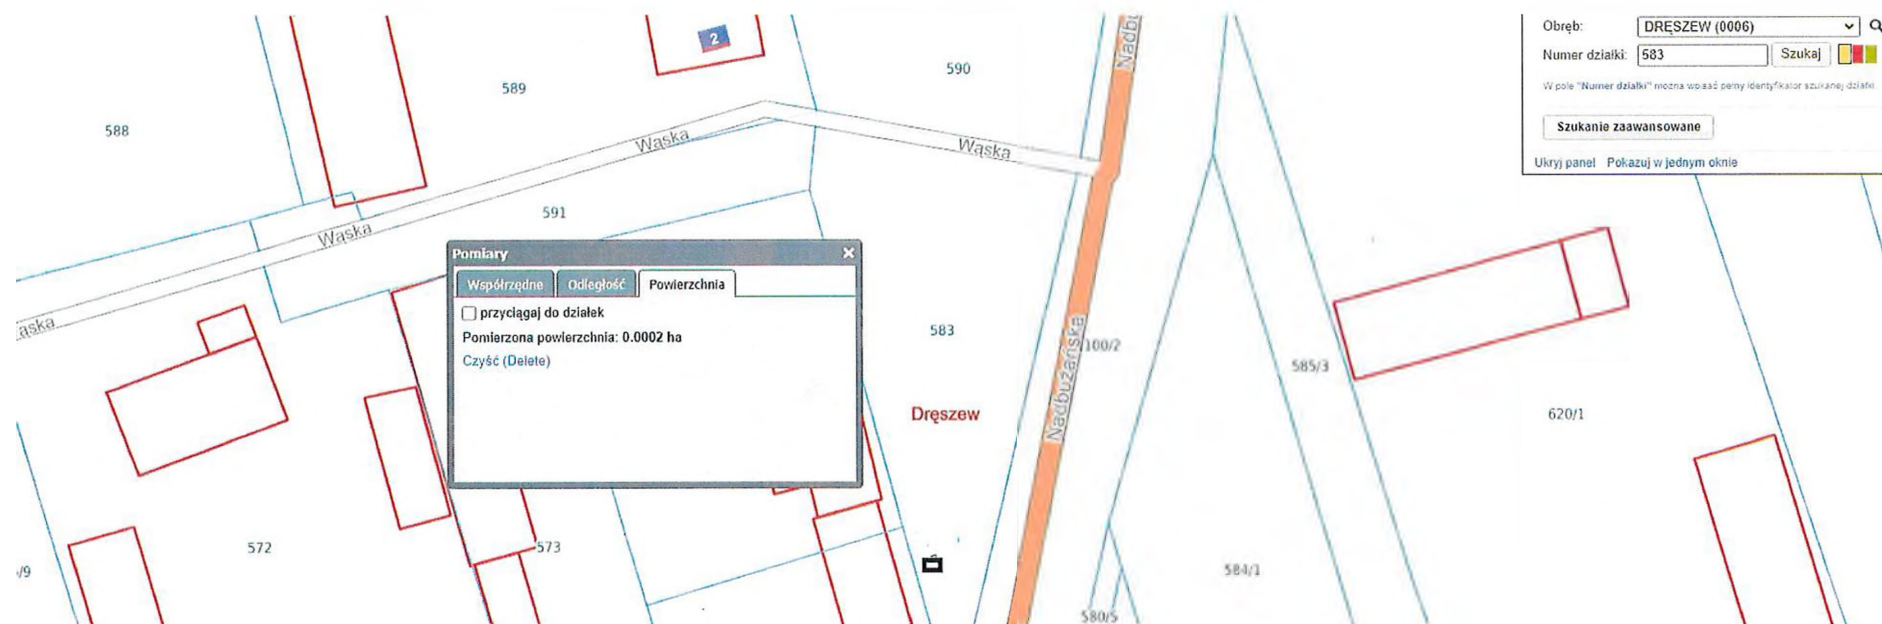 Obręb: DRĘSZEW (0006)
Numer działki: 583 Szukaj
W pole "Numer działki" można wpisać pełny identyfikator szukanej działki
Szukanie zaawansowane
Ukryj panel Pokazuj w jednym oknie
2
Nadbu
590
589
588
Wąska
Wąska
591
Wąska
ąska
Pomiary
Współrzędne Odległość Powierzchnia
przyciągaj do działek
Pomierzona powierzchnia: 0.0002 ha
Czyść (Delete)
583
Nadbużańska
100/2
585/3
Dręszew
620/1
572
573
/9
584/1
580/5